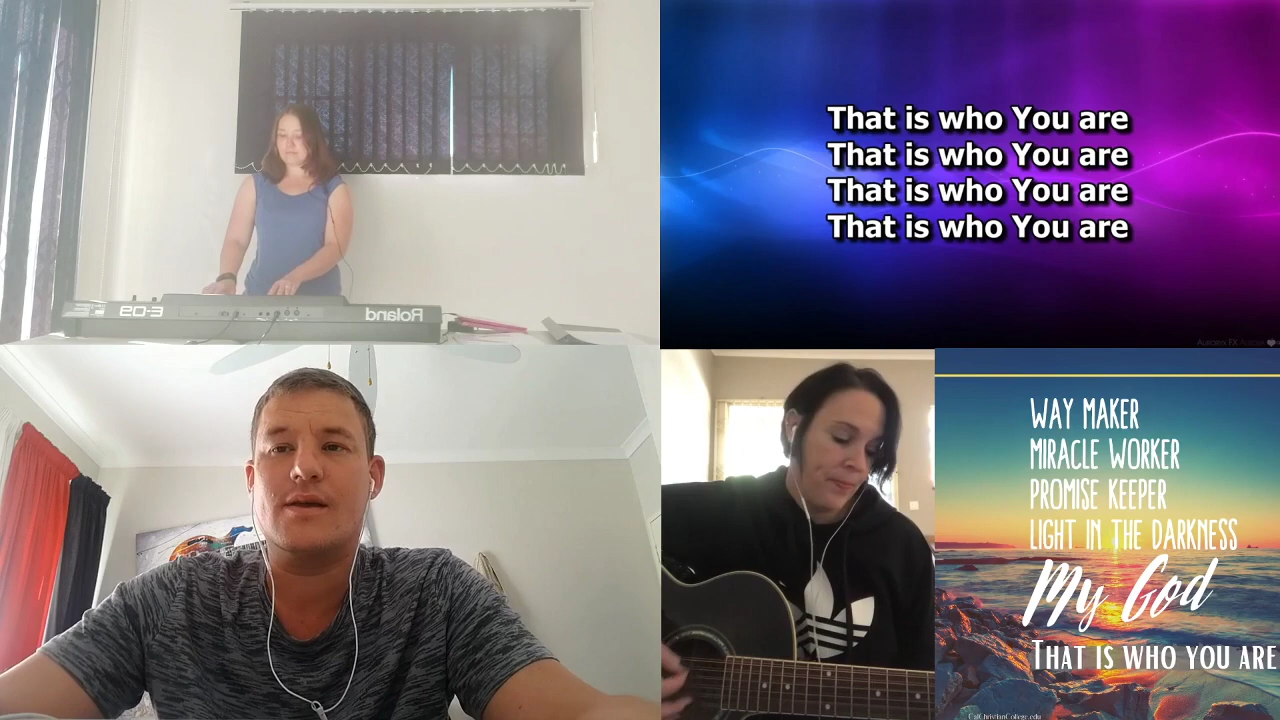 That is who You are
That is who You are
That is who You are
That is who You are
E-09
Roland
WAY MAKER
MIRACLE WORKER
PROMISE KEEPER
LIGHT IN THE DARKNESS
My God
THAT IS WHO YOU ARE
CalChristianCollege.edu